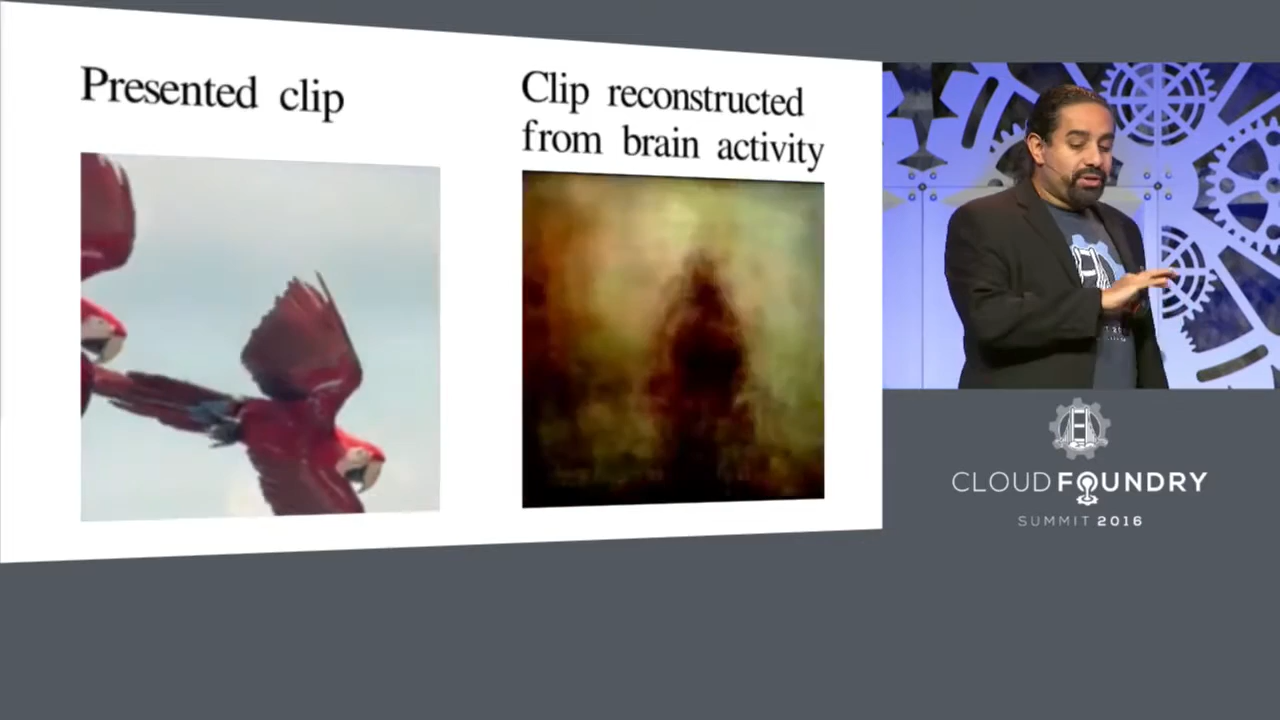 Presented clip
Clip reconstructed
from brain activity
CLOUD FOUNDRY
SUMMIT 2016